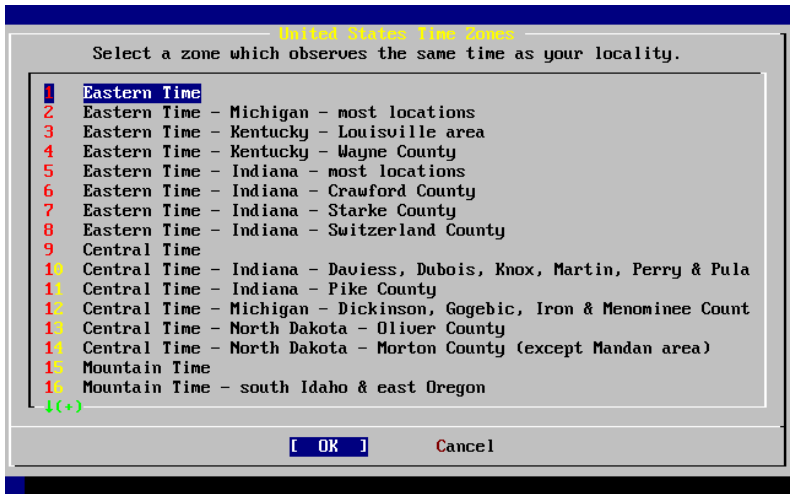 United States Time Zones
Select a zone which observes the same time as your locality.
1 Eastern Time
2 Eastern Time - Michigan - most locations
3 Eastern Time - Kentucky - Louisville area
4 Eastern Time - Kentucky - Wayne County
5 Eastern Time - Indiana - most locations
6 Eastern Time - Indiana - Crawford County
7 Eastern Time - Indiana - Starke County
8 Eastern Time - Indiana - Switzerland County
9 Central Time
10 Central Time - Indiana - Daviess, Dubois, Knox, Martin, Perry & Pula
11 Central Time - Indiana - Pike County
12 Central Time - Michigan - Dickinson, Gogebic, Iron & Menominee Count
13 Central Time - North Dakota - Oliver County
14 Central Time - North Dakota - Morton County (except Mandan area)
15 Mountain Time
16 Mountain Time - south Idaho & east Oregon
↓(+)
[ OK ] Cancel